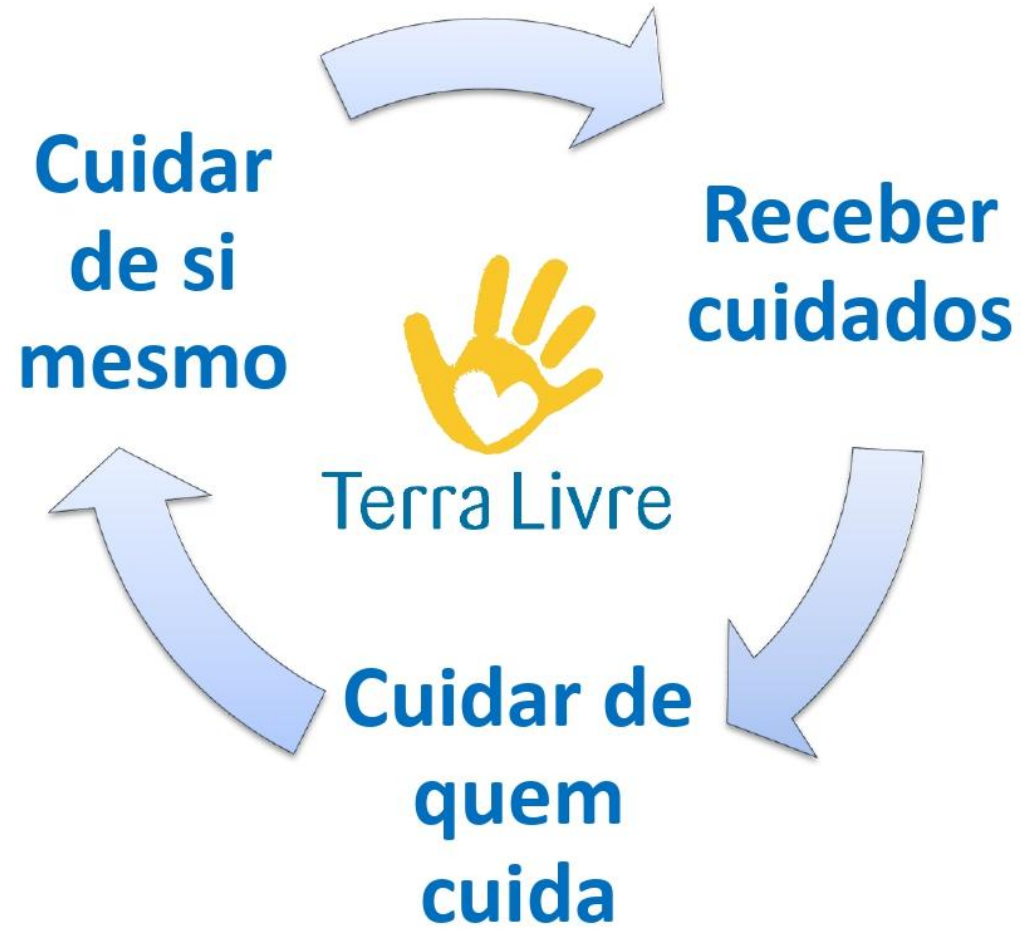 Cuidar
de si
mesmo
Receber
cuidados
Terra Livre
Cuidar de
quem
cuida